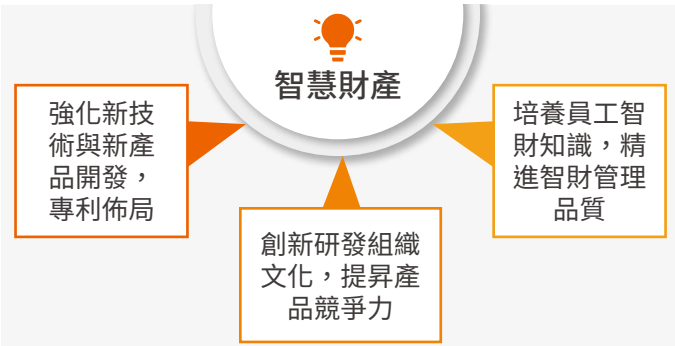 智慧財產
強化新技
術與新產
品開發，
專利佈局
創新研發組織
文化，提昇產
品競爭力
培養員工智
財知識，精
進智財管理
品質